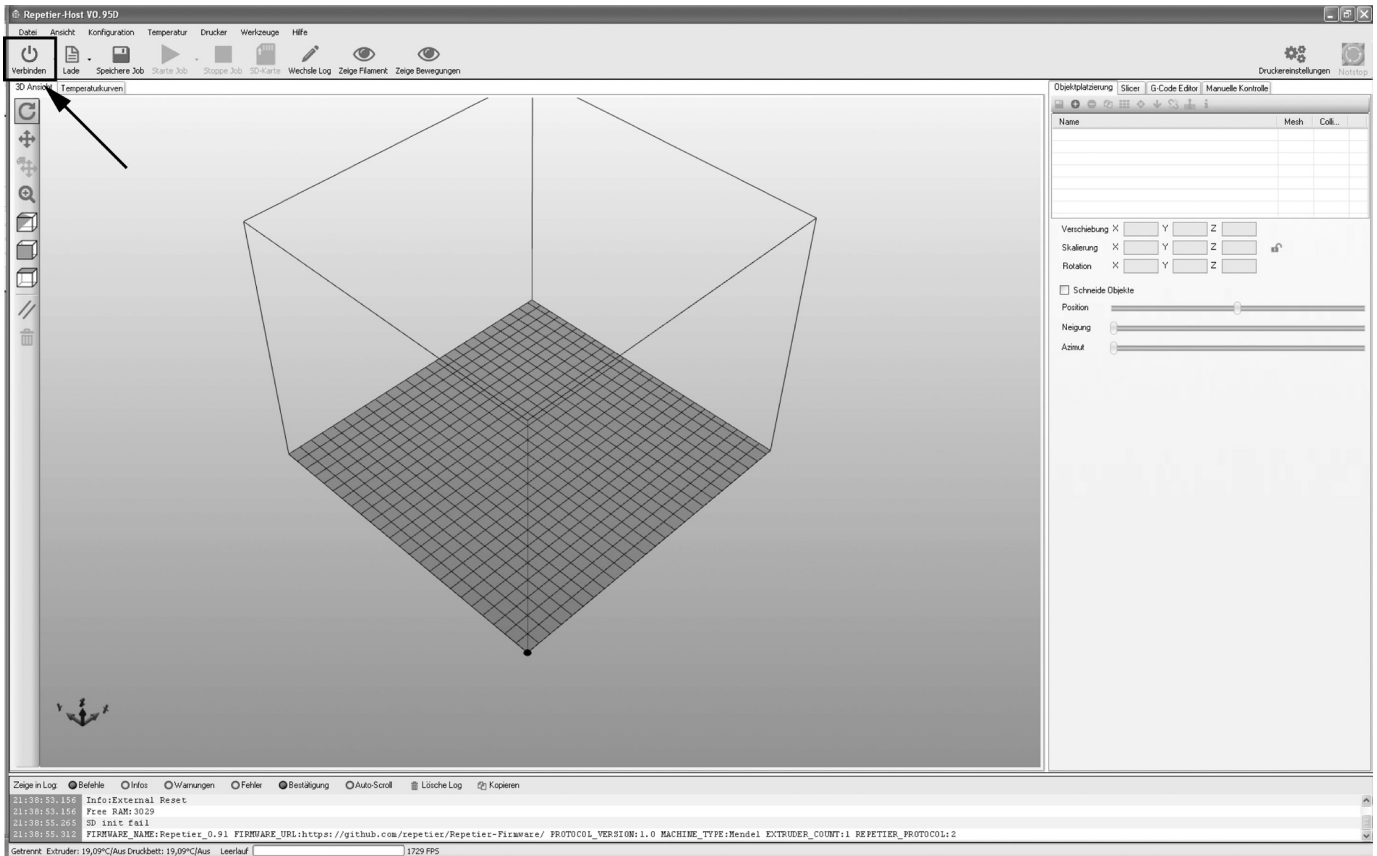 Repetier-Host V0.95D
Datei Ansicht Konfiguration Temperatur Drucker Werkzeuge Hilfe
Verbinden Lade Speichere Job Starte Job Stoppe Job SD-Karte Wechsle Log Zeige Filament Zeige Bewegungen Druckereinstellungen Notstop
3D Ansicht Temperaturkurven
Objektplatzierung Slicer G-Code Editor Manuelle Kontrolle
Name Mesh Colli...
Verschiebung X Y Z
Skalierung X Y Z
Rotation X Y Z
Schneide Objekte
Position
Neigung
Azimut
Y Z X
Zeige in Log: Befehle Infos Warnungen Fehler Bestätigung Auto-Scroll Lösche Log Kopieren
21:38:53.156 Info:External Reset
21:38:53.156 Free RAM:3029
21:38:55.265 SD init fail
21:38:55.312 FIRMWARE_NAME:Repetier_0.91 FIRMWARE_URL:https://github.com/repetier/Repetier-Firmware/ PROTOCOL_VERSION:1.0 MACHINE_TYPE:Mendel EXTRUDER_COUNT:1 REPETIER_PROTOCOL:2
Getrennt Extruder: 19,09°C/Aus Druckbett: 19,09°C/Aus Leerlauf 1729 FPS